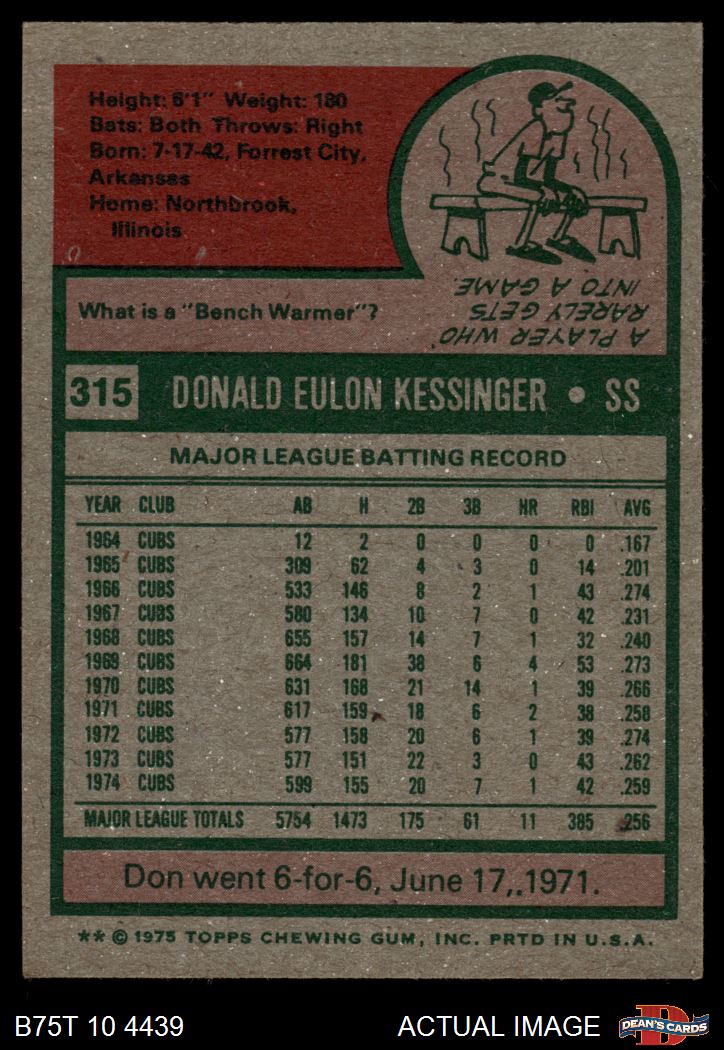 Height: 6'1" Weight: 180
Bats: Both Throws: Right
Born: 7-17-42, Forrest City,
Arkansas
Home: Northbrook,
Illinois
What is a "Bench Warmer"?
A PLAYER WHO
RARELY GETS
INTO A GAME.
315 DONALD EULON KESSINGER • SS
MAJOR LEAGUE BATTING RECORD
YEAR CLUB AB H 2B 3B HR RBI AVG
1964 CUBS 12 2 0 0 0 0 .167
1965 CUBS 309 62 4 3 0 14 .201
1966 CUBS 533 146 8 2 1 43 .274
1967 CUBS 580 134 10 7 0 42 .231
1968 CUBS 655 157 14 7 1 32 .240
1969 CUBS 664 181 38 6 4 53 .273
1970 CUBS 631 168 21 14 1 39 .266
1971 CUBS 617 159 18 6 2 38 .258
1972 CUBS 577 158 20 6 1 39 .274
1973 CUBS 577 151 22 3 0 43 .262
1974 CUBS 599 155 20 7 1 42 .259
MAJOR LEAGUE TOTALS 5754 1473 175 61 11 385 .256
Don went 6-for-6, June 17,.1971.
** © 1975 TOPPS CHEWING GUM, INC. PRTD IN U.S.A.
B75T 10 4439 ACTUAL IMAGE D DEAN'S CARDS